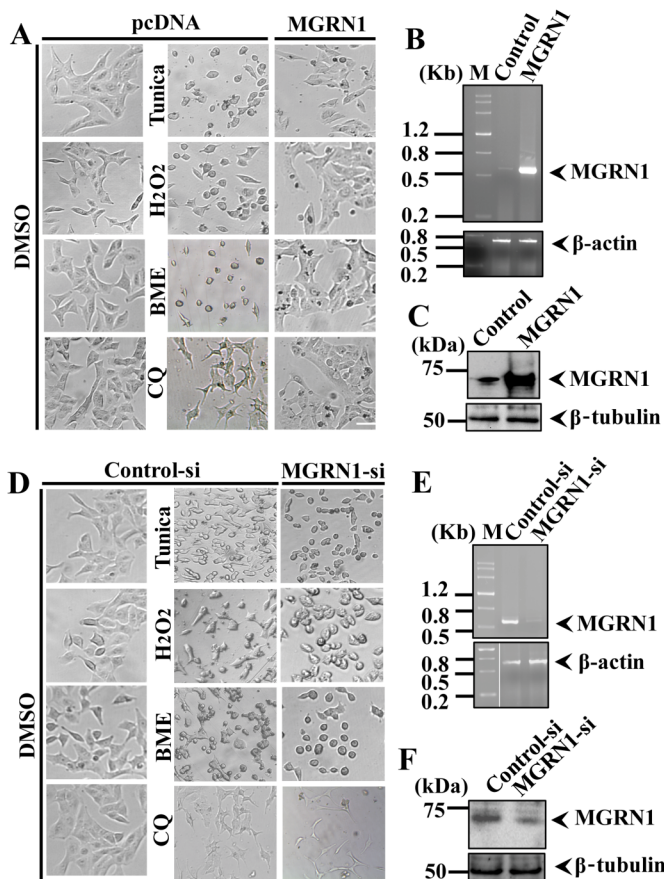 A
pcDNA
MGRN1
DMSO
Tunica
H2O2
BME
CQ
B
Control
MGRN1
(Kb) M
1.2
0.8
0.5
0.2
MGRN1
0.8
0.5
0.2
β-actin
C
Control
MGRN1
(kDa)
75
MGRN1
50
β-tubulin
D
Control-si
MGRN1-si
DMSO
Tunica
H2O2
BME
CQ
E
Control-si
MGRN1-si
(Kb) M
1.2
0.8
0.5
MGRN1
0.8
0.5
0.2
β-actin
F
Control-si
MGRN1-si
(kDa)
75
MGRN1
50
β-tubulin